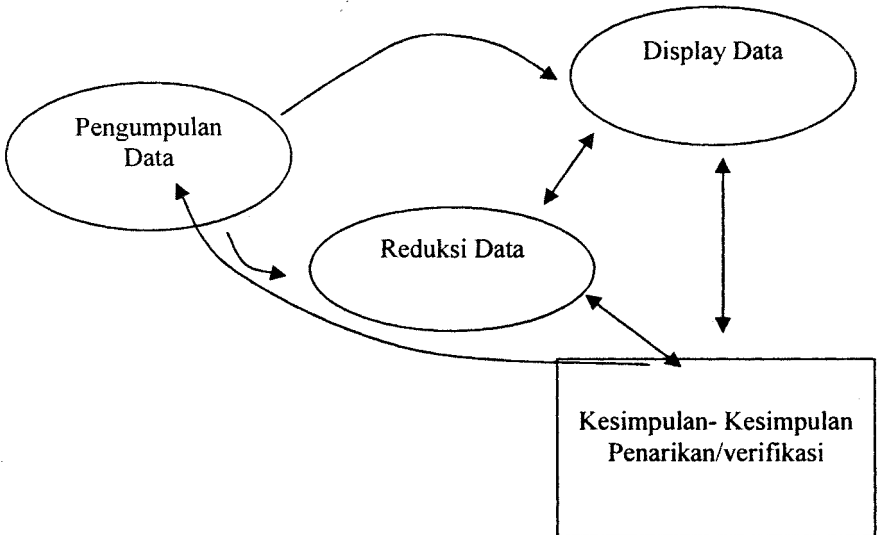 Display Data
Pengumpulan
Data
Reduksi Data
Kesimpulan- Kesimpulan
Penarikan/verifikasi